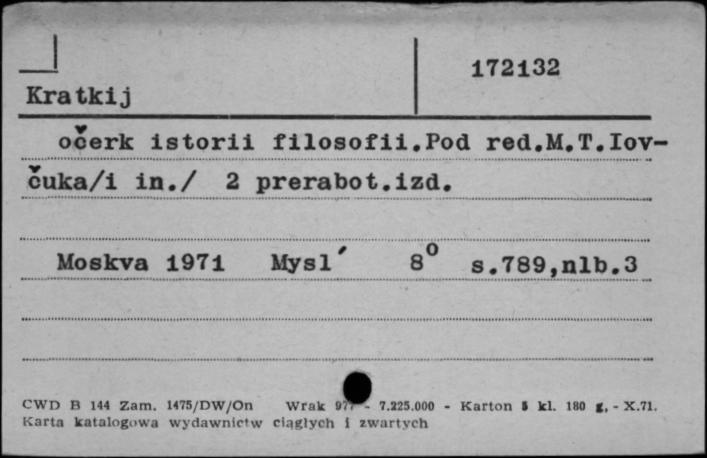 172132
Kratkij
očerk istorii filosofii.Pod red.M.T.Iov-
čuka/i in./ 2 prerabot.izd.
Moskva 1971 Mysl´ 8° s.789,nlb.3
CWD B 144 Zam. 1475/DW/On Wrak - 7.225.000 - Karton kl. 180 g, - X.71.
Karta katalogowa wydawnictw ciągłych i zwartych